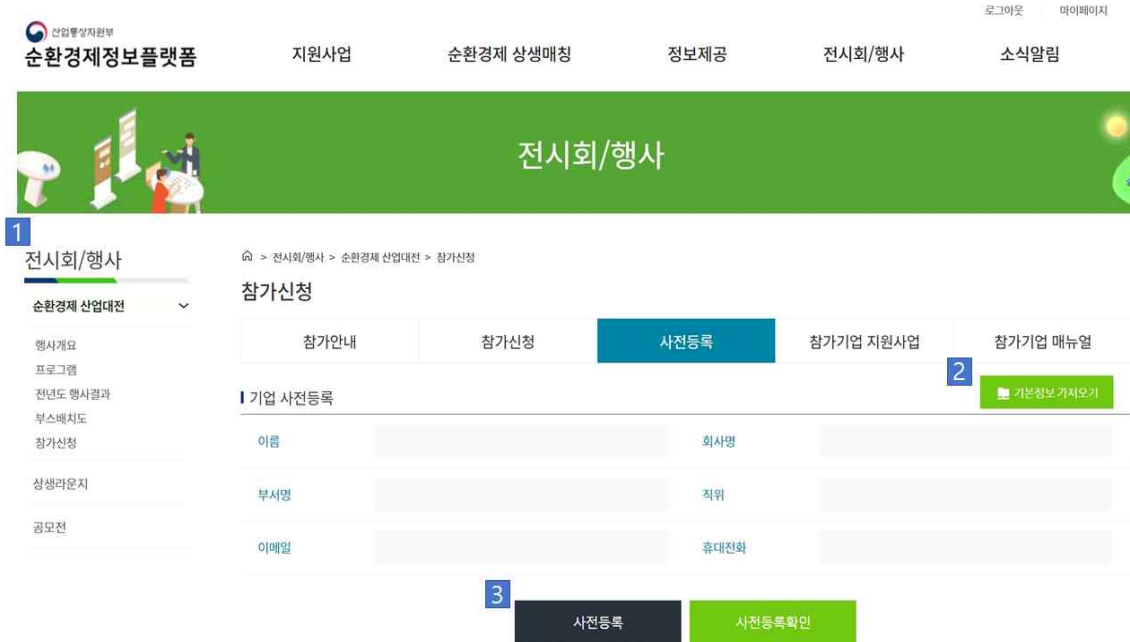 로그아웃 마이페이지
산업통상자원부
순환경제정보플랫폼 지원사업 순환경제 상생매칭 정보제공 전시회/행사 소식알림
전시회/행사
1
전시회/행사
순환경제 산업대전
행사개요
프로그램
전년도 행사결과
부스배치도
참가신청
상생라운지
공모전
> 전시회/행사 > 순환경제 산업대전 > 참가신청
참가신청
참가안내 참가신청 사전등록 참가기업 지원사업 참가기업 매뉴얼
2
기업 사전등록 기본정보 가져오기
이름 회사명
부서명 직위
이메일 휴대전화
3
사전등록 사전등록확인